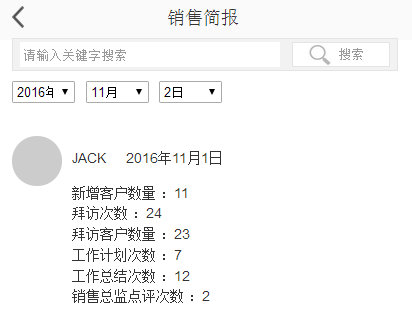 销售简报
请输入关键字搜索 搜索
2016年 11月 2日
JACK 2016年11月1日
新增客户数量 ：11
拜访次数 ：24
拜访客户数量 ：23
工作计划次数 ：7
工作总结次数 ：12
销售总监点评次数 ：2